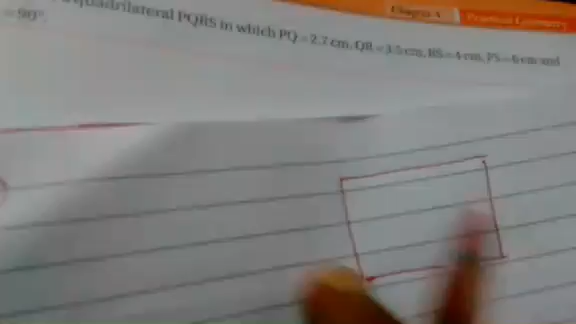 Chapter 4 Practical Geometry
quadrilateral PQRS in which PQ = 2.7 cm, QR = 3.5 cm, RS = 4 cm, PS = 6 cm and
= 90°.